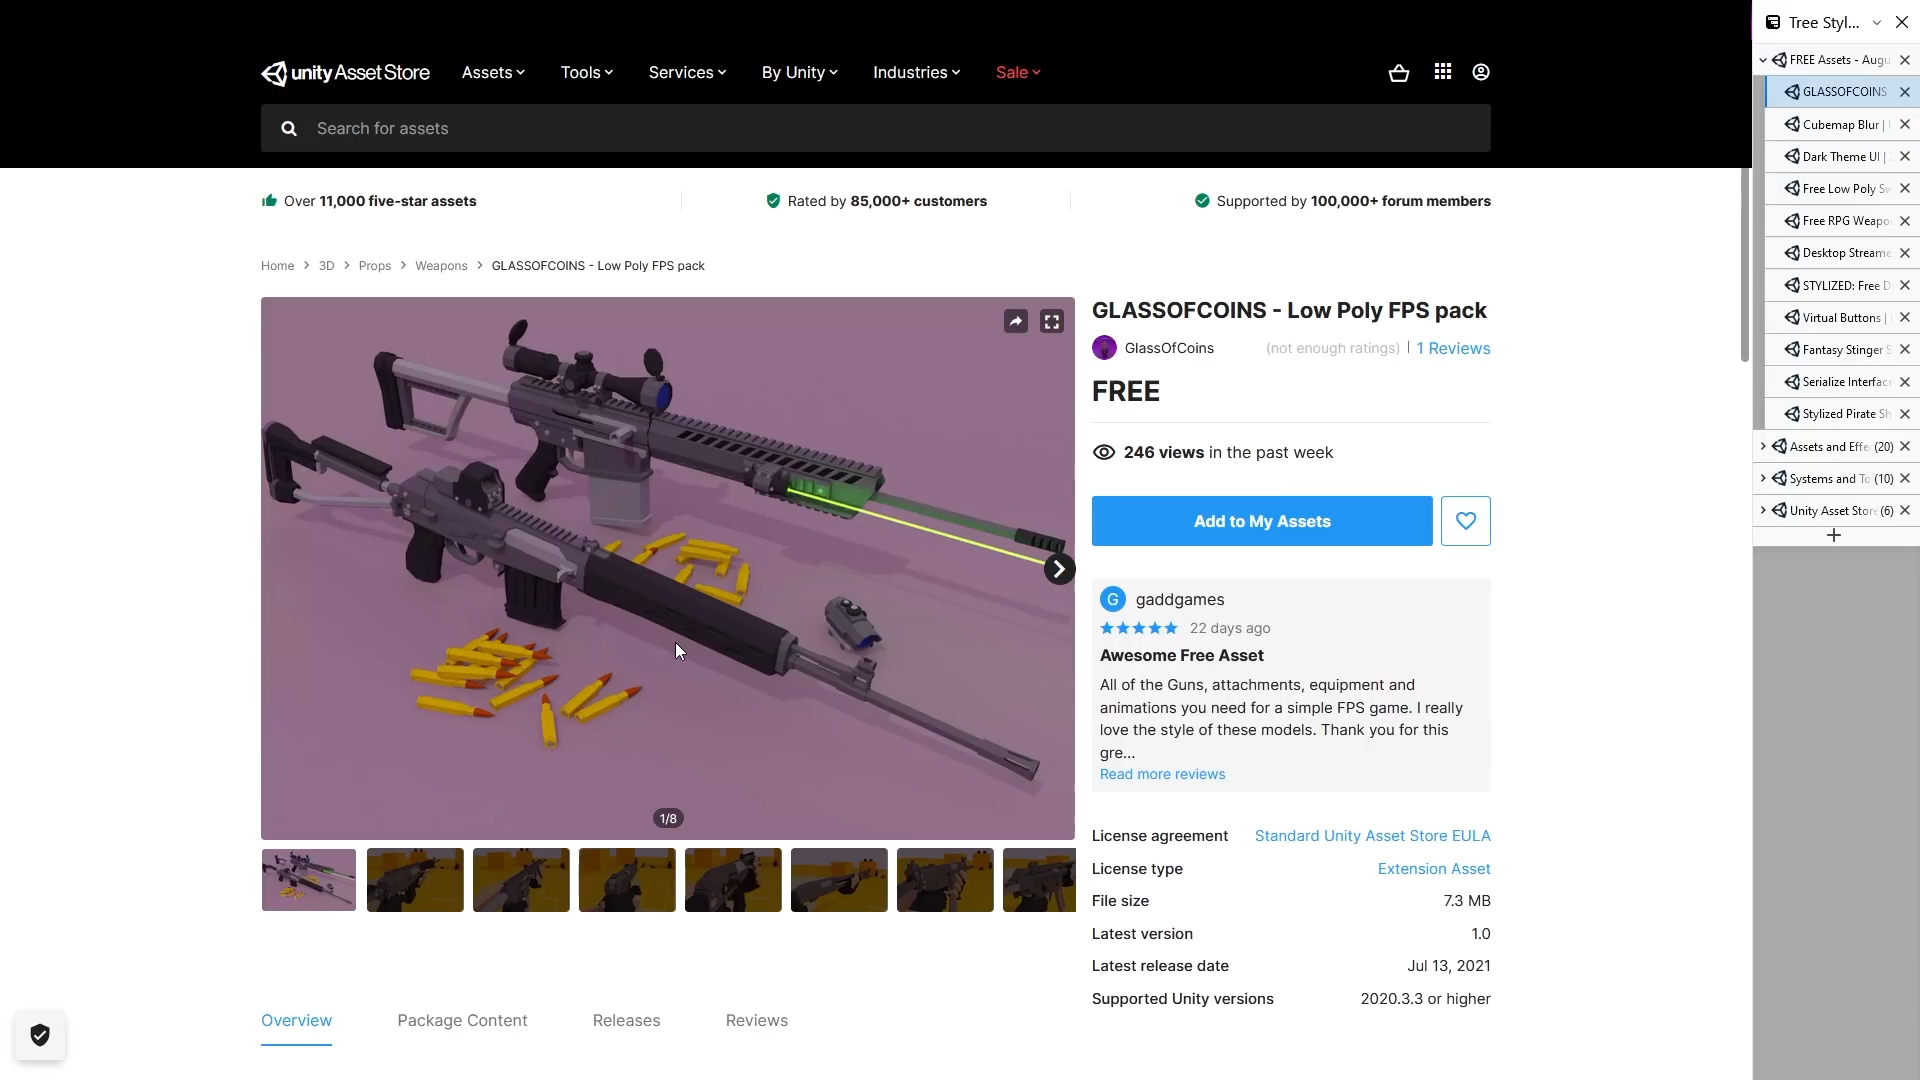 unity Asset Store
Assets
Tools
Services
By Unity
Industries
Sale
Search for assets
Over 11,000 five-star assets
Rated by 85,000+ customers
Supported by 100,000+ forum members
Home > 3D > Props > Weapons > GLASSOFCOINS - Low Poly FPS pack
1/8
GLASSOFCOINS - Low Poly FPS pack
GlassOfCoins
(not enough ratings) | 1 Reviews
FREE
246 views in the past week
Add to My Assets
G gaddgames
22 days ago
Awesome Free Asset
All of the Guns, attachments, equipment and
animations you need for a simple FPS game. I really
love the style of these models. Thank you for this
gre...
Read more reviews
License agreement Standard Unity Asset Store EULA
License type Extension Asset
File size 7.3 MB
Latest version 1.0
Latest release date Jul 13, 2021
Supported Unity versions 2020.3.3 or higher
Overview
Package Content
Releases
Reviews
Tree Styl...
FREE Assets - Augu
GLASSOFCOINS
Cubemap Blur |
Dark Theme UI |
Free Low Poly Sw
Free RPG Weapo
Desktop Streame
STYLIZED: Free D
Virtual Buttons |
Fantasy Stinger S
Serialize Interface
Stylized Pirate Sh
Assets and Effe (20)
Systems and To (10)
Unity Asset Store (6)